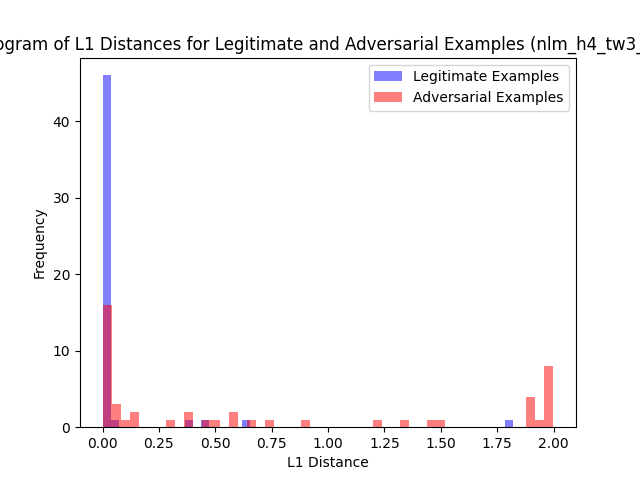 ogram of L1 Distances for Legitimate and Adversarial Examples (nlm_h4_tw3_
Legitimate Examples
Adversarial Examples
Frequency
40
30
20
10
0
0.00 0.25 0.50 0.75 1.00 1.25 1.50 1.75 2.00
L1 Distance